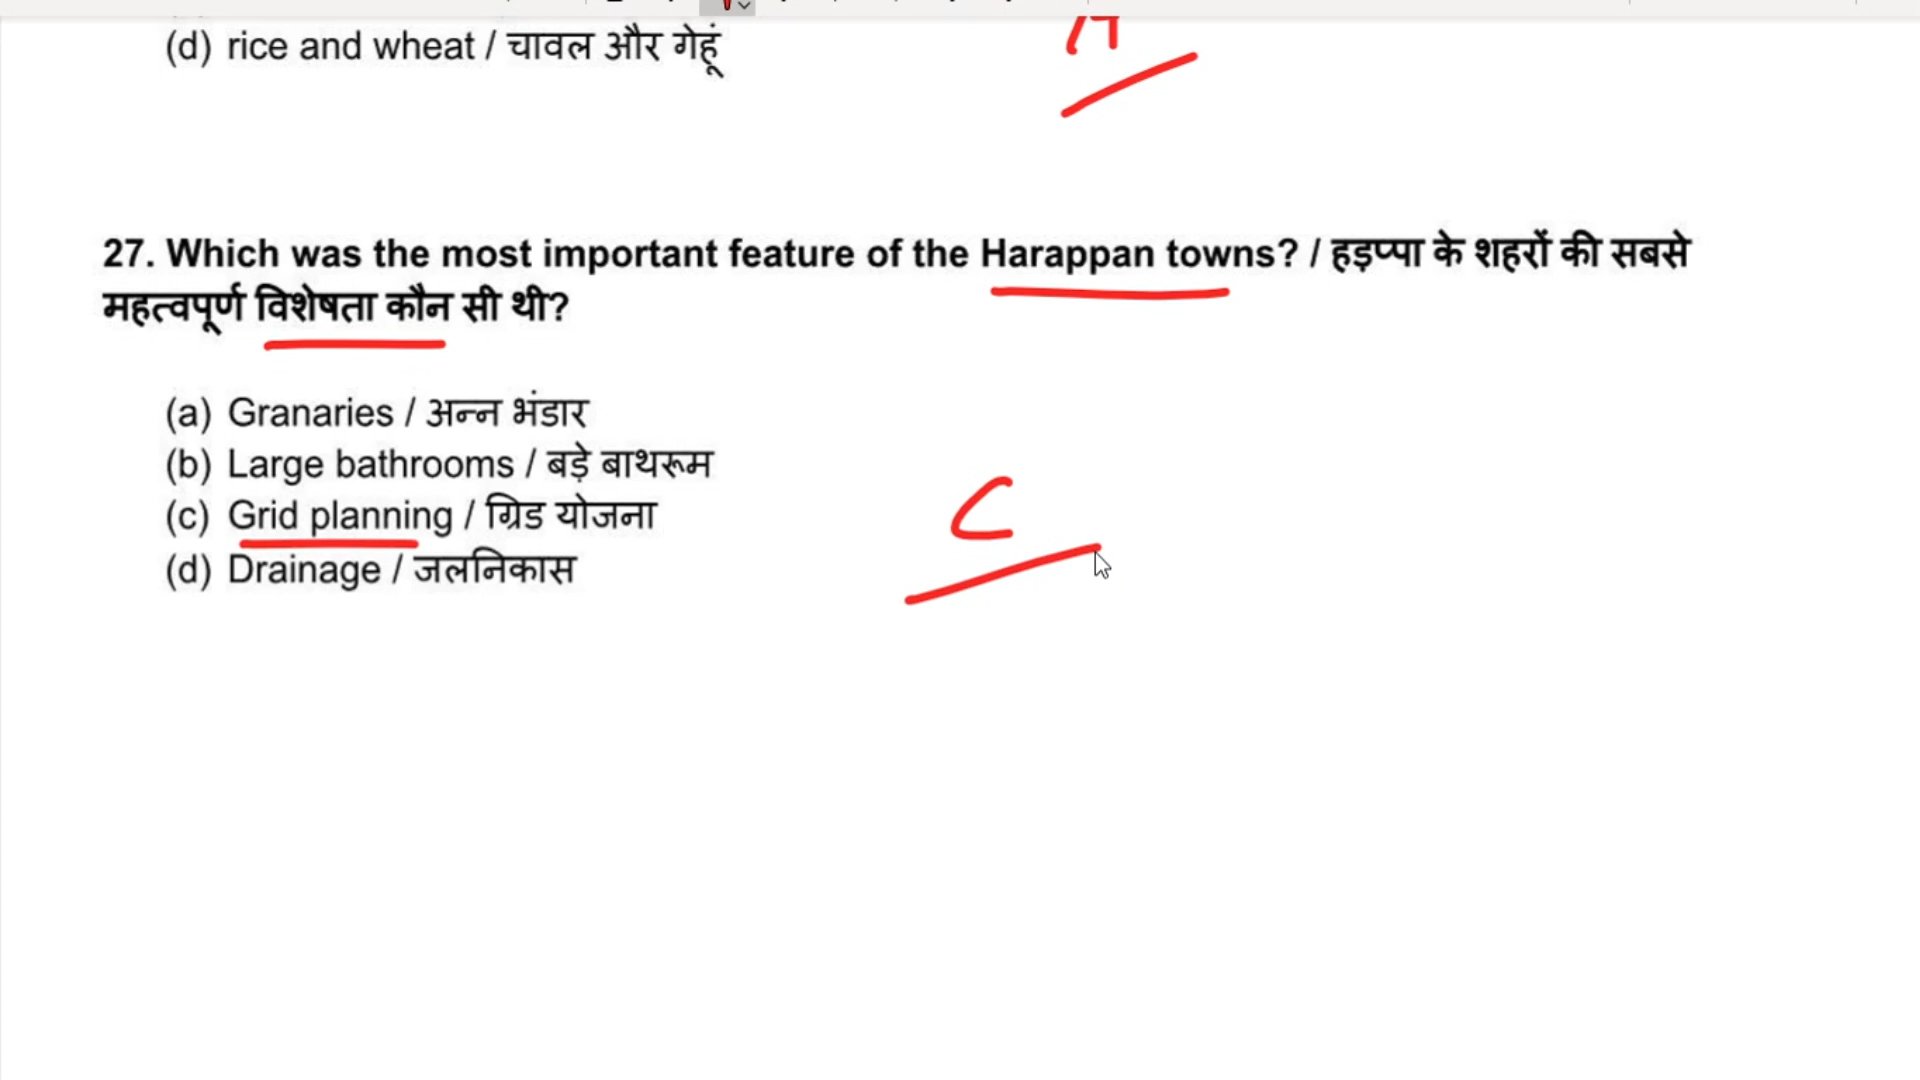 (d) rice and wheat / चावल और गेहूं
27. Which was the most important feature of the Harappan towns? / हड़प्पा के शहरों की सबसे
महत्वपूर्ण विशेषता कौन सी थी?
(a) Granaries / अन्न भंडार
(b) Large bathrooms / बड़े बाथरूम
(c) Grid planning / ग्रिड योजना
C
(d) Drainage / जलनिकास